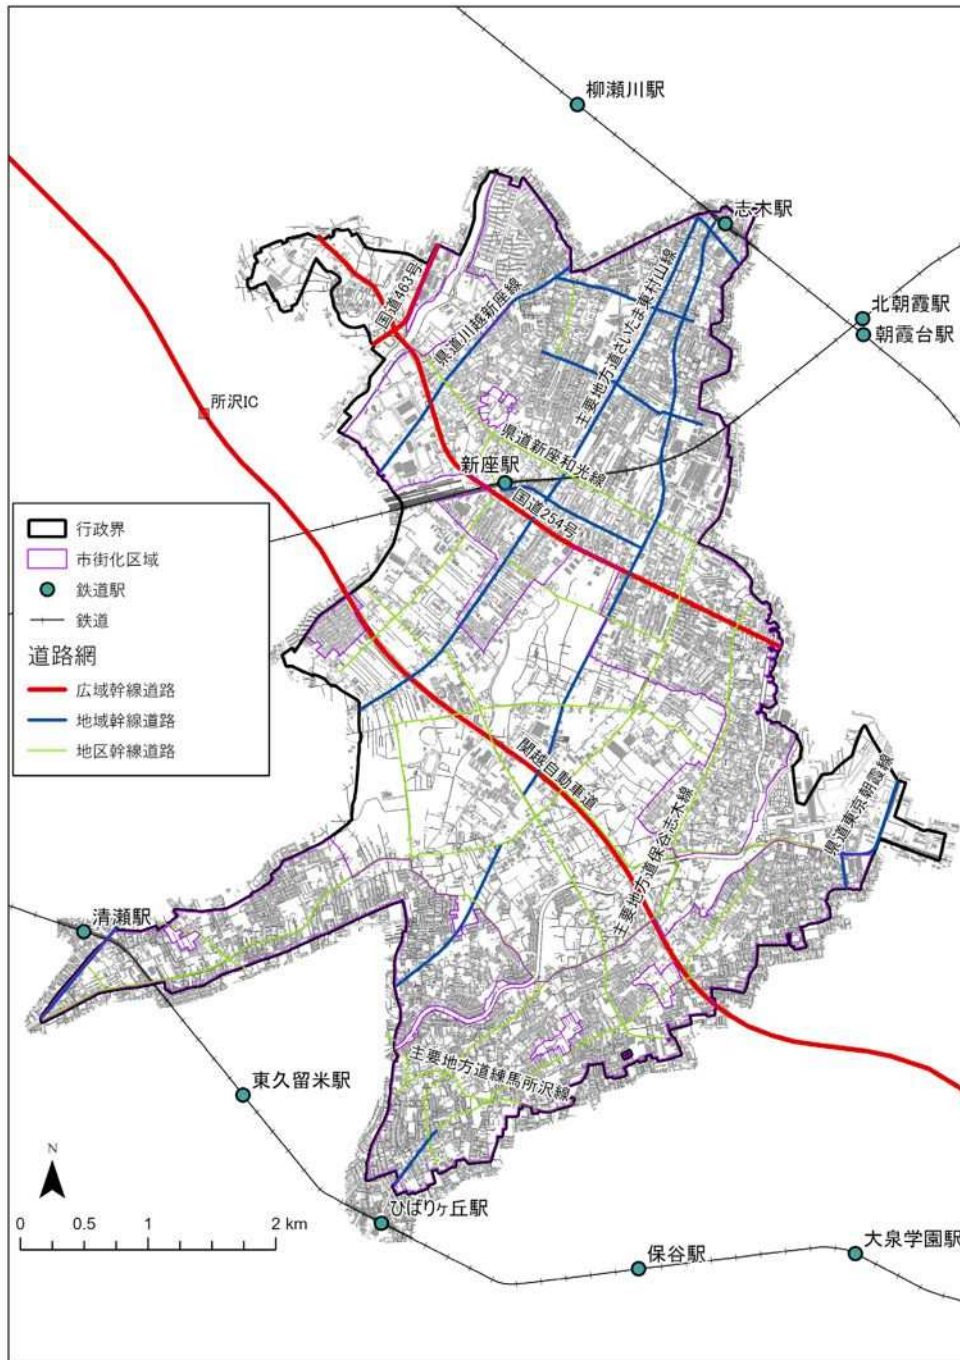 柳瀬川駅
志木駅
国道463号
県道川越新座線
主要地方道さいたま東村山線
北朝霞駅
朝霞台駅
所沢IC
県道新座和光線
新座駅
国道254号
行政界
市街化区域
鉄道駅
鉄道
道路網
広域幹線道路
地域幹線道路
地区幹線道路
関越自動車道
県道東京朝霞線
主要地方道保谷志木線
清瀬駅
主要地方道練馬所沢線
東久留米駅
N
0 0.5 1 2 km
ひばりヶ丘駅
保谷駅
大泉学園駅